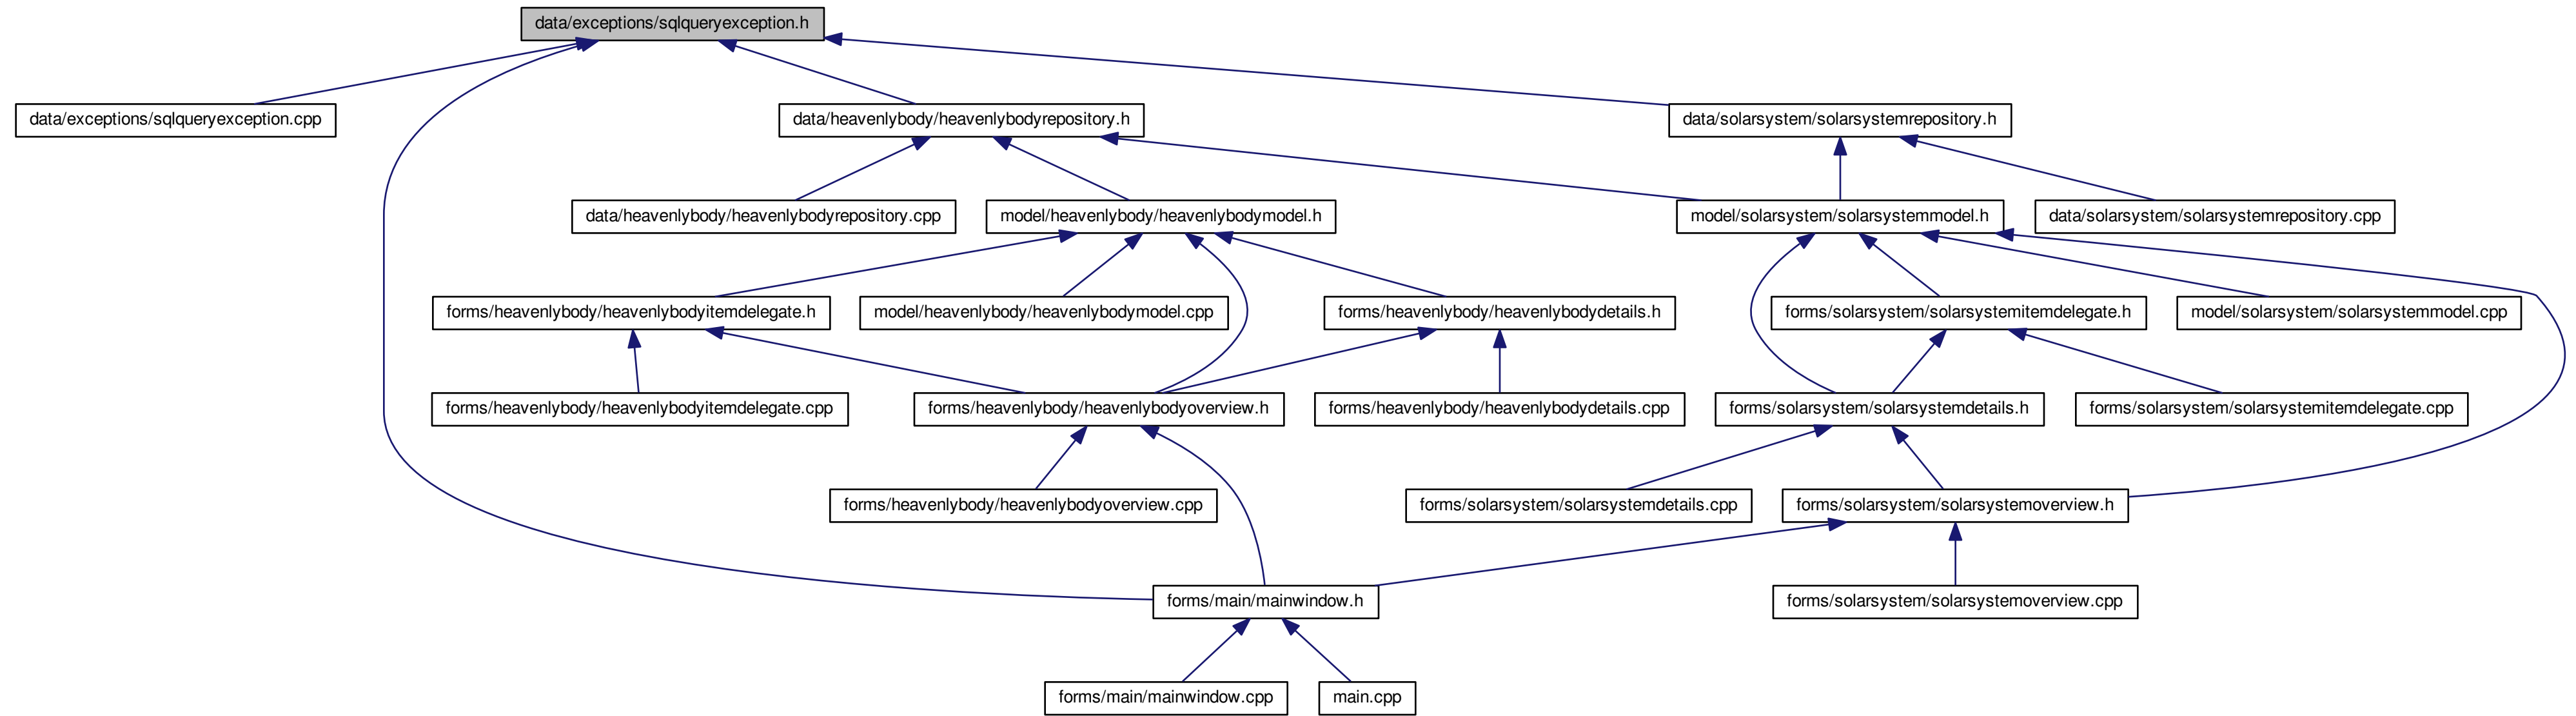 data/exceptions/sqlqueryexception.h
data/exceptions/sqlqueryexception.cpp
data/heavenlybody/heavenlybodyrepository.h
data/solarsystem/solarsystemrepository.h
data/heavenlybody/heavenlybodyrepository.cpp
model/heavenlybody/heavenlybodymodel.h
model/solarsystem/solarsystemmodel.h
data/solarsystem/solarsystemrepository.cpp
forms/heavenlybody/heavenlybodyitemdelegate.h
model/heavenlybody/heavenlybodymodel.cpp
forms/heavenlybody/heavenlybodydetails.h
forms/solarsystem/solarsystemitemdelegate.h
model/solarsystem/solarsystemmodel.cpp
forms/heavenlybody/heavenlybodyitemdelegate.cpp
forms/heavenlybody/heavenlybodyoverview.h
forms/heavenlybody/heavenlybodydetails.cpp
forms/solarsystem/solarsystemdetails.h
forms/solarsystem/solarsystemitemdelegate.cpp
forms/heavenlybody/heavenlybodyoverview.cpp
forms/solarsystem/solarsystemdetails.cpp
forms/solarsystem/solarsystemoverview.h
forms/main/mainwindow.h
forms/solarsystem/solarsystemoverview.cpp
forms/main/mainwindow.cpp
main.cpp